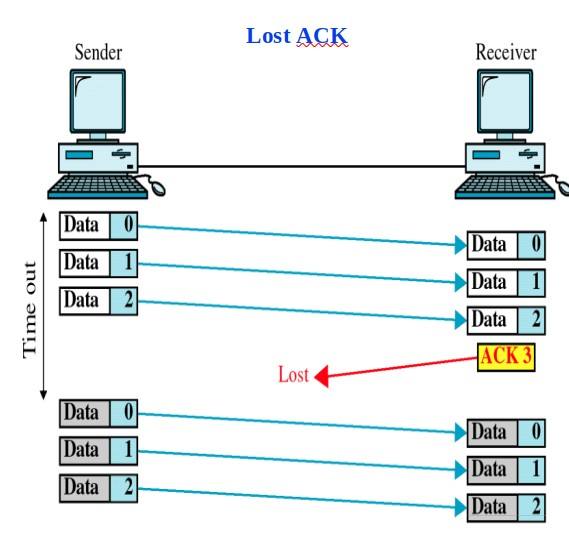 Lost ACK
Sender
Receiver
Time out
Data 0
Data 0
Data 1
Data 1
Data 2
Data 2
ACK 3
Lost
Data 0
Data 0
Data 1
Data 1
Data 2
Data 2